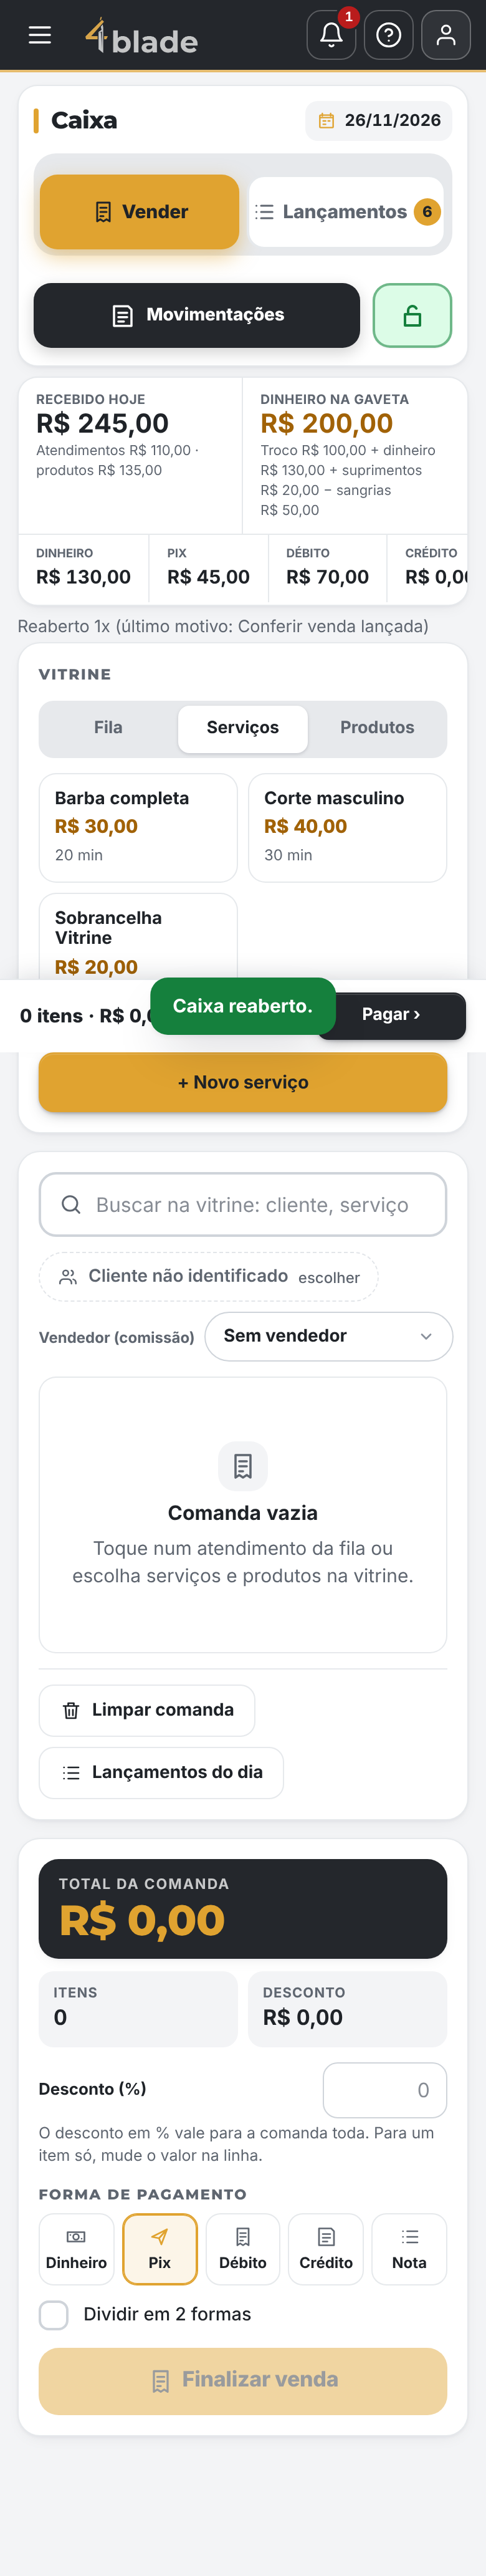 4blade
1
Caixa
26/11/2026
Vender
Lançamentos 6
Movimentações
RECEBIDO HOJE
R$ 245,00
Atendimentos R$ 110,00 ·
produtos R$ 135,00
DINHEIRO NA GAVETA
R$ 200,00
Troco R$ 100,00 + dinheiro
R$ 130,00 + suprimentos
R$ 20,00 − sangrias
R$ 50,00
DINHEIRO
R$ 130,00
PIX
R$ 45,00
DÉBITO
R$ 70,00
CRÉDITO
R$ 0,0
Reaberto 1x (último motivo: Conferir venda lançada)
VITRINE
Fila
Serviços
Produtos
Barba completa
R$ 30,00
20 min
Corte masculino
R$ 40,00
30 min
Sobrancelha
Vitrine
R$ 20,00
0 itens · R$ 0,0
Caixa reaberto.
Pagar ›
+ Novo serviço
Buscar na vitrine: cliente, serviço
Cliente não identificado escolher
Vendedor (comissão)
Sem vendedor
Comanda vazia
Toque num atendimento da fila ou
escolha serviços e produtos na vitrine.
Limpar comanda
Lançamentos do dia
TOTAL DA COMANDA
R$ 0,00
ITENS
0
DESCONTO
R$ 0,00
Desconto (%)
0
O desconto em % vale para a comanda toda. Para um
item só, mude o valor na linha.
FORMA DE PAGAMENTO
Dinheiro
Pix
Débito
Crédito
Nota
Dividir em 2 formas
Finalizar venda